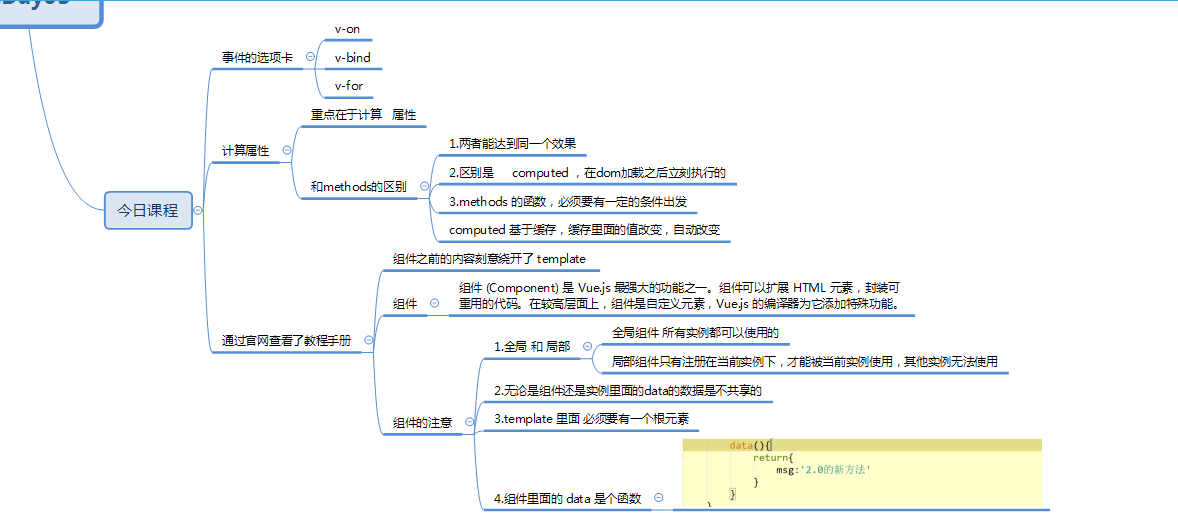 事件的选项卡
v-on
v-bind
v-for
计算属性
重点在于计算 属性
和methods的区别
1.两者能达到同一个效果
2.区别是 computed ，在dom加载之后立刻执行的
3.methods 的函数，必须要有一定的条件出发
computed 基于缓存，缓存里面的值改变，自动改变
今日课程
通过官网查看了教程手册
组件之前的内容刻意绕开了 template
组件
组件 (Component) 是 Vue.js 最强大的功能之一。组件可以扩展 HTML 元素，封装可
重用的代码。在较高层面上，组件是自定义元素，Vue.js 的编译器为它添加特殊功能。
组件的注意
1.全局 和 局部
全局组件 所有实例都可以使用的
局部组件只有注册在当前实例下，才能被当前实例使用，其他实例无法使用
2.无论是组件还是实例里面的data的数据是不共享的
3.template 里面 必须要有一个根元素
4.组件里面的 data 是个函数
data(){
return{
msg:'2.0的新方法'
}
}